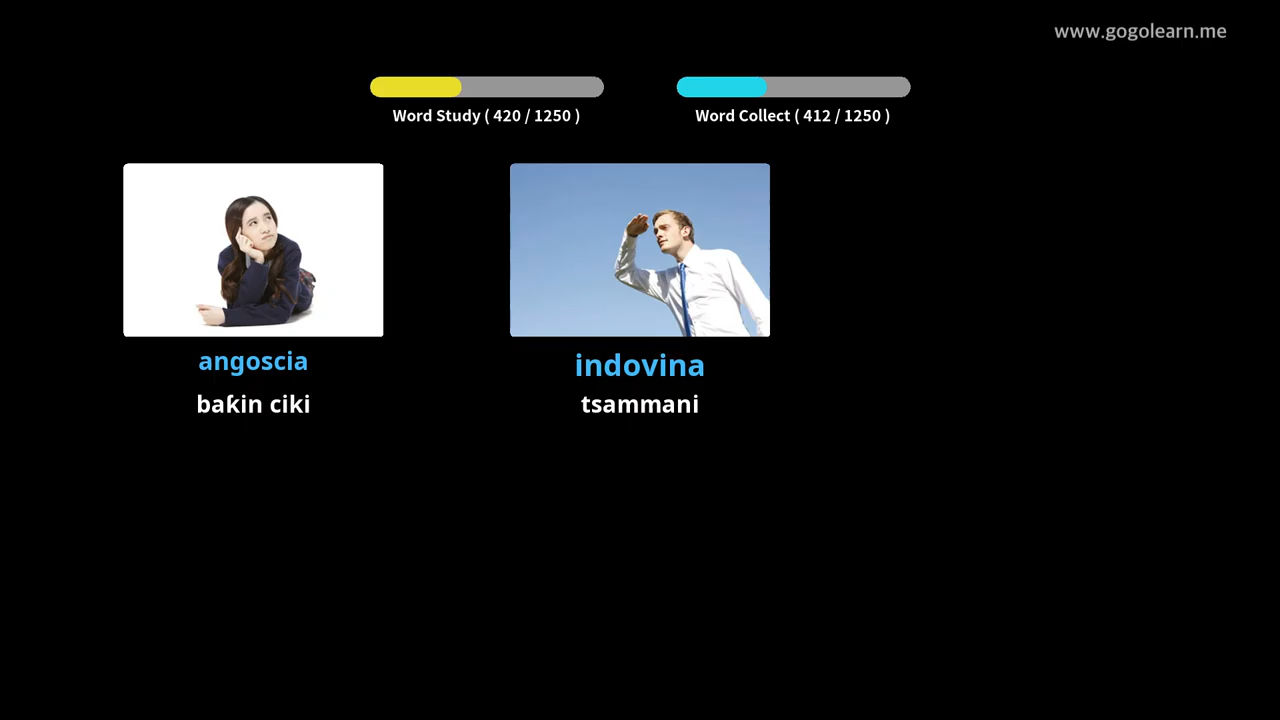 www.gogolearn.me
Word Study ( 420 / 1250 )
Word Collect ( 412 / 1250 )
angoscia
baƙin ciki
indovina
tsammani